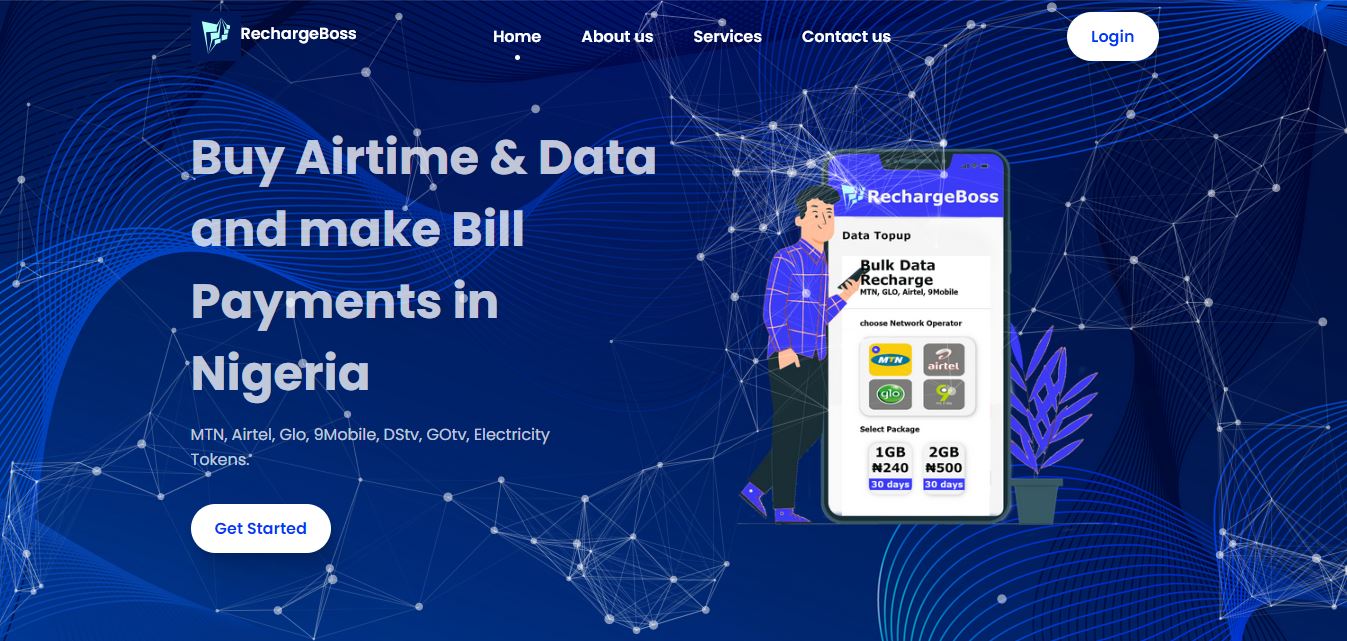 RechargeBoss
Home
About us
Services
Contact us
Login
Buy Airtime & Data
and make Bill
Payments in
Nigeria
MTN, Airtel, Glo, 9Mobile, DStv, GOtv, Electricity
Tokens."
Get Started
RechargeBoss
Data Topup
Bulk Data
Recharge
MTN, GLO, Airtel, 9Mobile
choose Network Operator
MTN
airtel
glo
9
Select Package
1GB
₦240
30 days
2GB
₦500
30 days